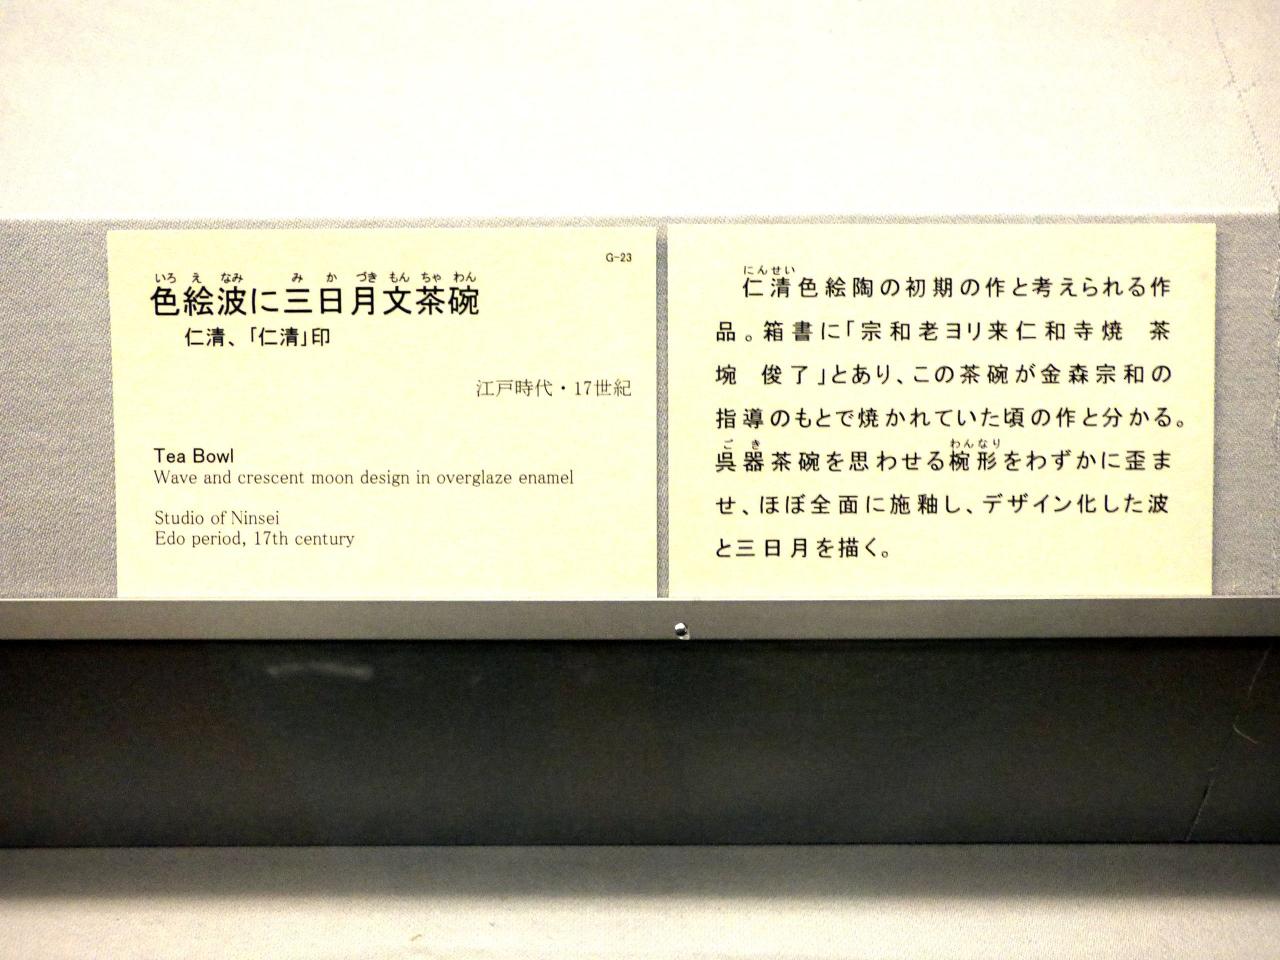 G-23
いろ え なみ み か づき もん ちゃ わん
色絵波に三日月文茶碗
仁清、「仁清」印
江戸時代・17世紀
Tea Bowl
Wave and crescent moon design in overglaze enamel
Studio of Ninsei
Edo period, 17th century
にんせい
仁清色絵陶の初期の作と考えられる作
品。箱書に「宗和老ヨリ来仁和寺焼　茶
埦　俊了」とあり、この茶碗が金森宗和の
指導のもとで焼かれていた頃の作と分かる。
ごき わんなり
呉器茶碗を思わせる椀形をわずかに歪ま
せ、ほぼ全面に施釉し、デザイン化した波
と三日月を描く。